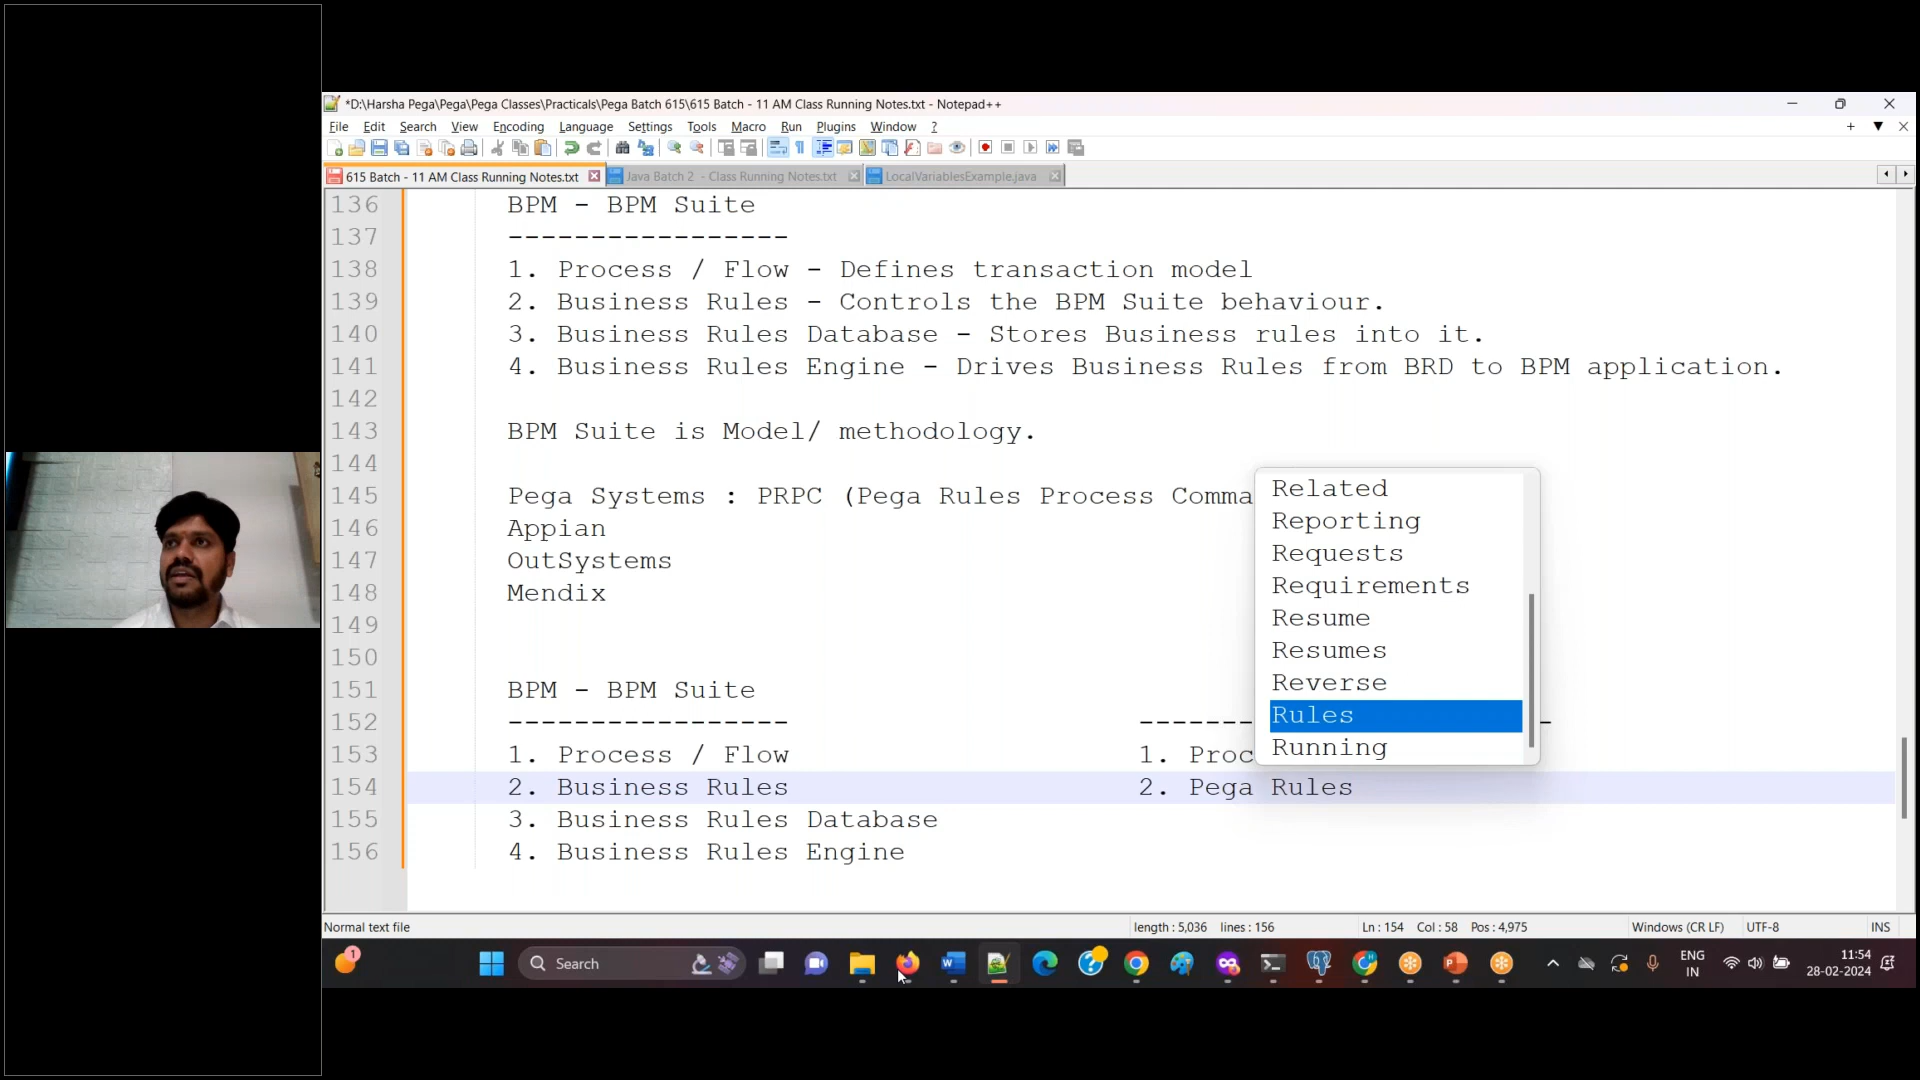 *D:\Harsha Pega\Pega\Pega Classes\Practicals\Pega Batch 615\615 Batch - 11 AM Class Running Notes.txt - Notepad++
File Edit Search View Encoding Language Settings Tools Macro Run Plugins Window ?
615 Batch - 11 AM Class Running Notes.txt Java Batch 2 - Class Running Notes.txt LocalVariablesExample.java
136 BPM - BPM Suite
137 -----------------
138 1. Process / Flow - Defines transaction model
139 2. Business Rules - Controls the BPM Suite behaviour.
140 3. Business Rules Database - Stores Business rules into it.
141 4. Business Rules Engine - Drives Business Rules from BRD to BPM application.
142
143 BPM Suite is Model/ methodology.
144
145 Pega Systems : PRPC (Pega Rules Process Comma
146 Appian
147 OutSystems
148 Mendix
149
150
151 BPM - BPM Suite
152 ----------------- -------
153 1. Process / Flow 1. Proc
154 2. Business Rules 2. Pega Rules
155 3. Business Rules Database
156 4. Business Rules Engine
Related
Reporting
Requests
Requirements
Resume
Resumes
Reverse
Rules
Running
Normal text file length : 5,036 lines : 156 Ln : 154 Col : 58 Pos : 4,975 Windows (CR LF) UTF-8 INS
1 Search ENG IN 11:54 28-02-2024